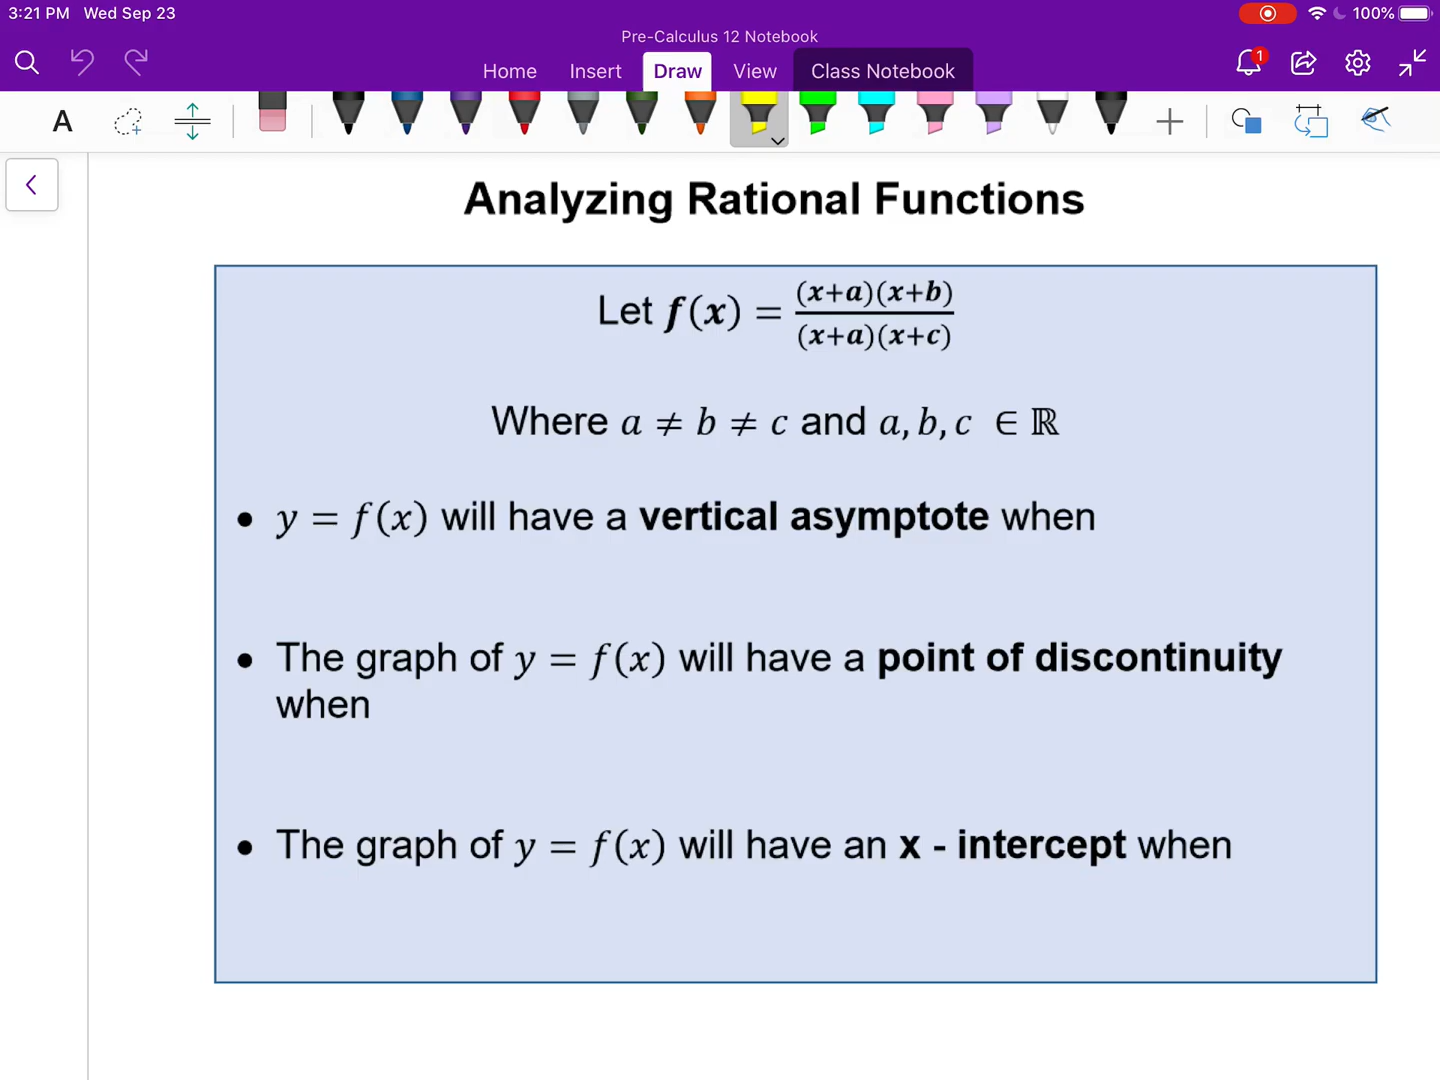 3:21 PM Wed Sep 23
100%
Pre-Calculus 12 Notebook
1
Home Insert Draw View Class Notebook
A
Analyzing Rational Functions
Let f(x) = (x+a)(x+b)/(x+a)(x+c)
Where a ≠ b ≠ c and a, b, c ∈ ℝ
• y = f(x) will have a vertical asymptote when
• The graph of y = f(x) will have a point of discontinuity
when
• The graph of y = f(x) will have an x - intercept when